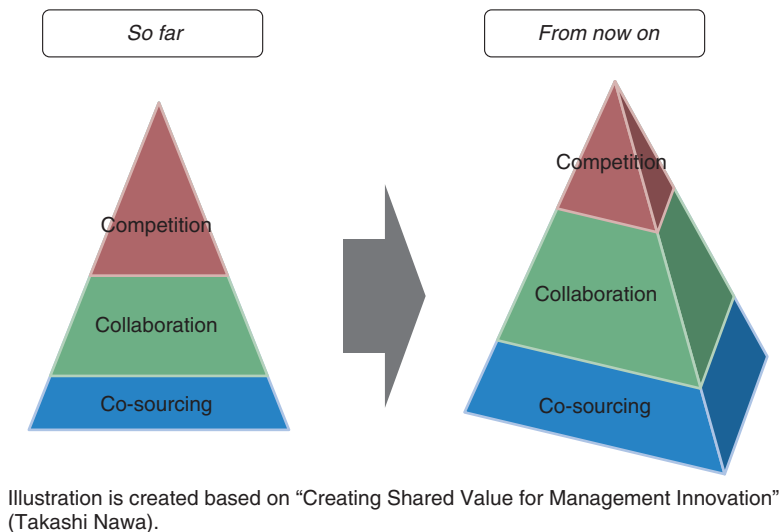 So far
From now on
Competition
Collaboration
Co-sourcing
Competition
Collaboration
Co-sourcing
Illustration is created based on “Creating Shared Value for Management Innovation”
(Takashi Nawa).